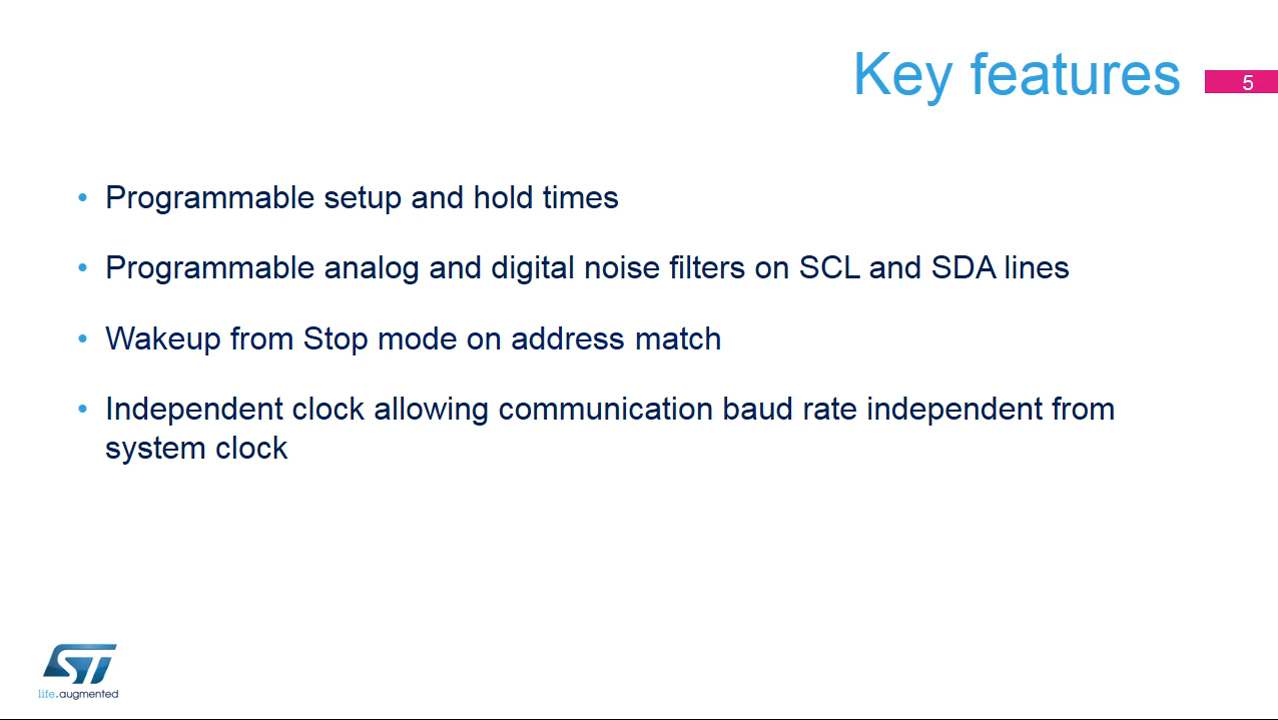 Key features
5
• Programmable setup and hold times
• Programmable analog and digital noise filters on SCL and SDA lines
• Wakeup from Stop mode on address match
• Independent clock allowing communication baud rate independent from
system clock
ST
life.augmented